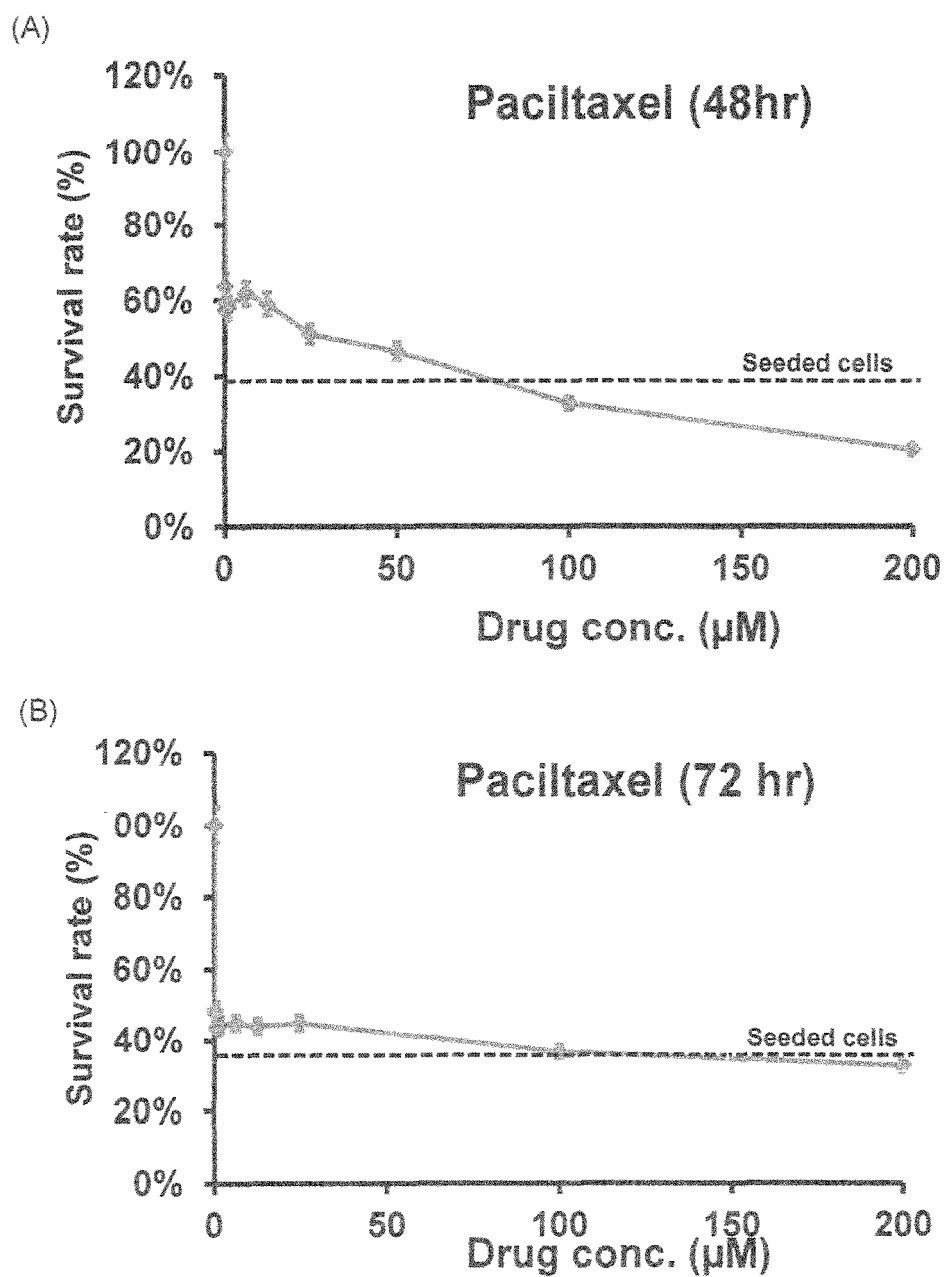 (A)
Paciltaxel (48hr)
Survival rate (%)
120%
100%
80%
60%
40%
20%
0%
Seeded cells
0 50 100 150 200
Drug conc. (µM)
(B)
Paciltaxel (72 hr)
Survival rate (%)
120%
00%
80%
60%
40%
20%
0%
Seeded cells
0 50 100 150 200
Drug conc. (µM)